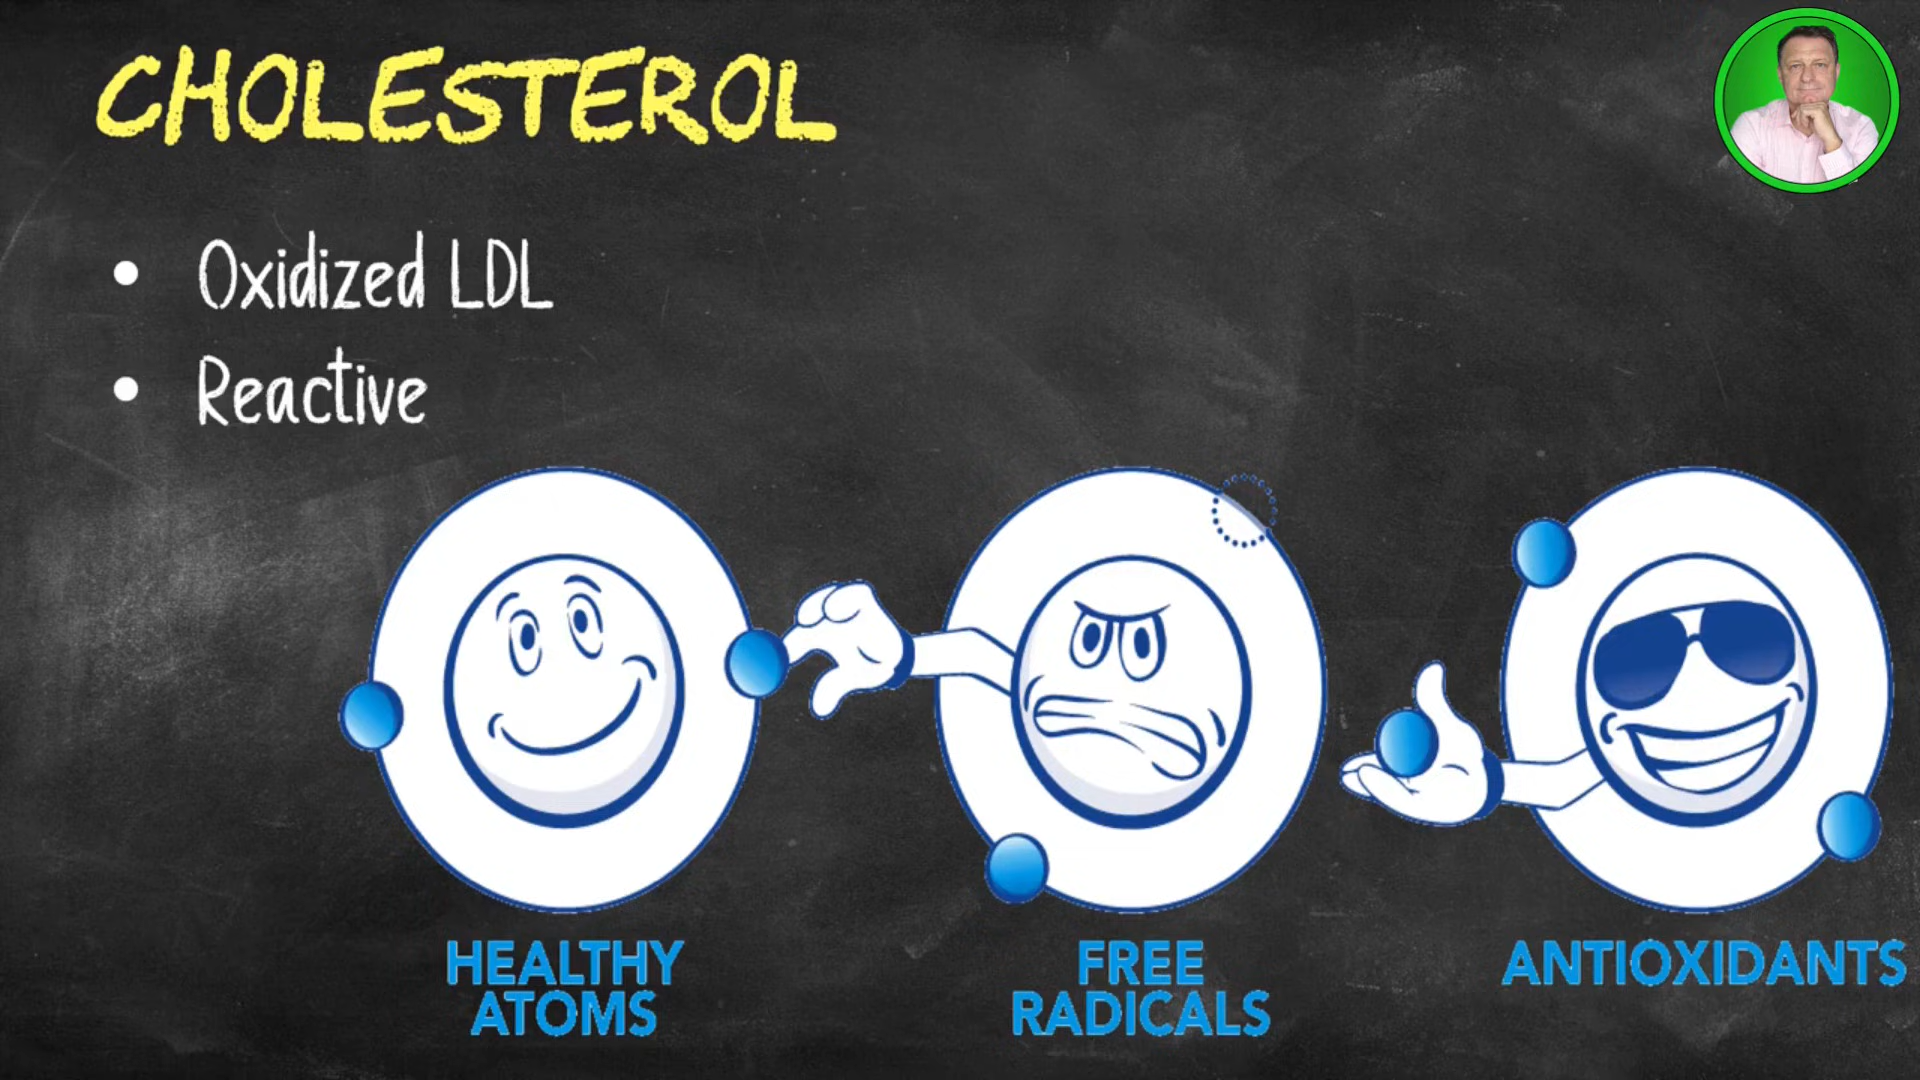 CHOLESTEROL
• Oxidized LDL
• Reactive
HEALTHY
ATOMS
FREE
RADICALS
ANTIOXIDANTS